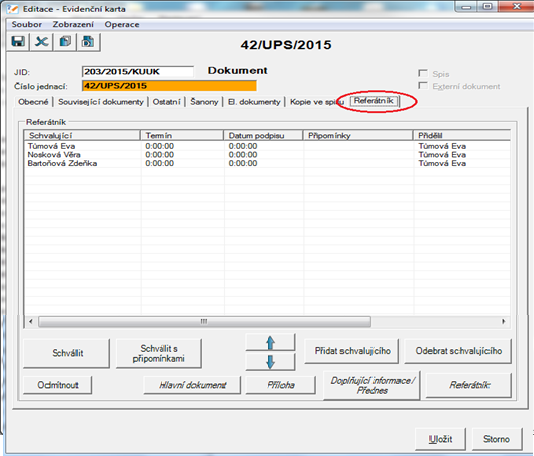 Editace - Evidenční karta
Soubor Zobrazení Operace
42/UPS/2015
JID: 203/2015/KUUK Dokument
Spis
Číslo jednací: 42/UPS/2015
Externí dokument
Obecné Související dokumenty Ostatní Šanony El. dokumenty Kopie ve spisu Referátník
Referátník
Schvalující Termín Datum podpisu Připomínky Přidělil
Tůmová Eva 0:00:00 0:00:00 Tůmová Eva
Nosková Věra 0:00:00 0:00:00 Tůmová Eva
Bartoňová Zdeňka 0:00:00 0:00:00 Tůmová Eva
Schválit Schválit s připomínkami Přidat schvalujícího Odebrat schvalujícího
Odmítnout Hlavní dokument Příloha Doplňující informace / Přednes Referátník
Uložit Storno